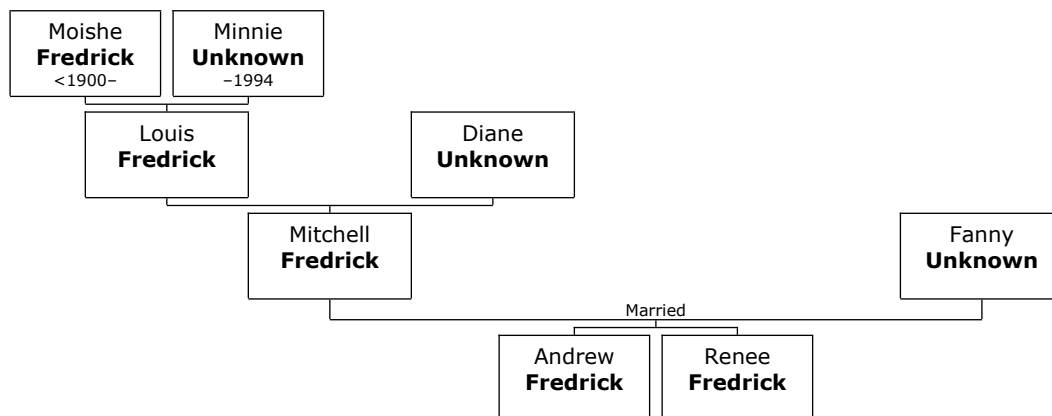 Moishe
Fredrick
<1900–
Minnie
Unknown
–1994
Louis
Fredrick
Diane
Unknown
Mitchell
Fredrick
Fanny
Unknown
Married
Andrew
Fredrick
Renee
Fredrick